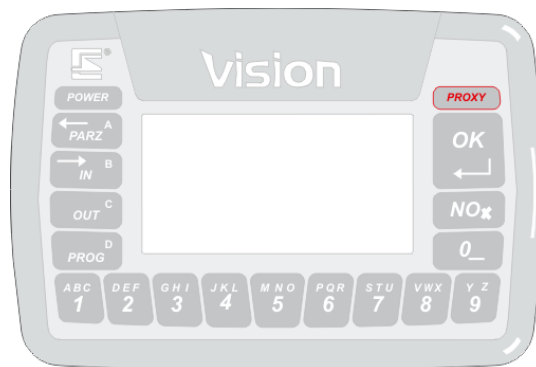 ®
Vision
POWER
PROXY
A
PARZ
OK
B
IN
C
OUT
NO
D
PROG
0_
ABC DEF GHI JKL MNO PQR STU VWX YZ
1 2 3 4 5 6 7 8 9